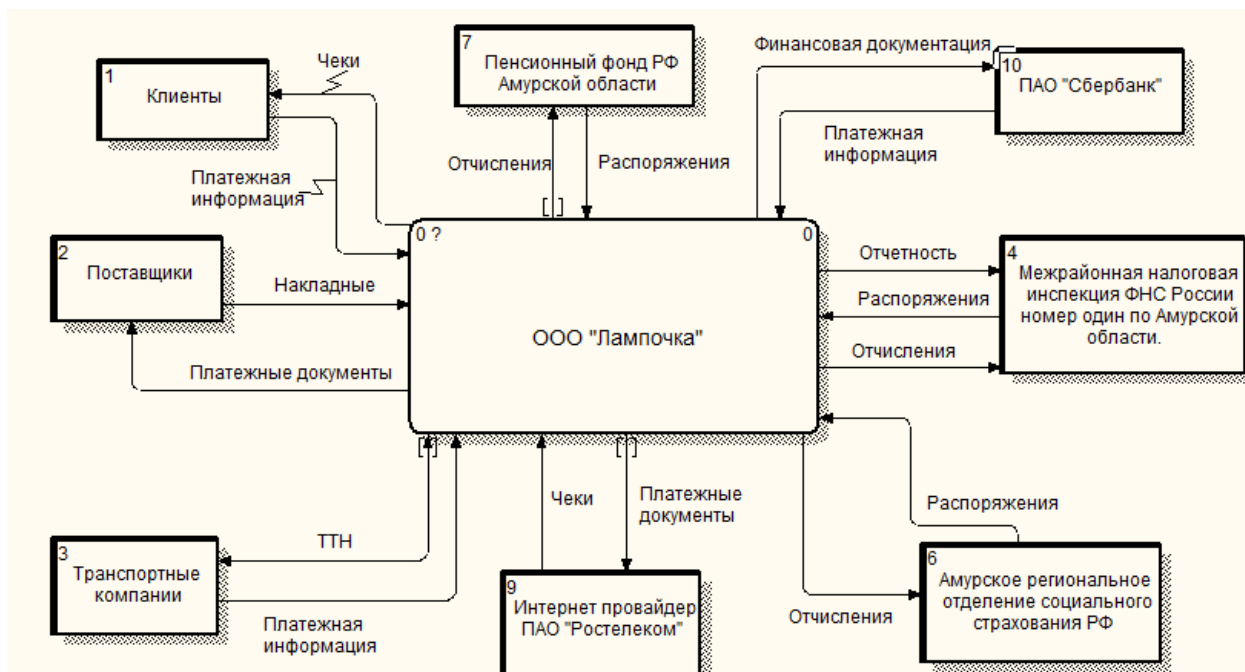 7
Пенсионный фонд РФ
Амурской области
Финансовая документация
10
ПАО "Сбербанк"
Чеки
1
Клиенты
Платежная
информация
Отчисления
Распоряжения
Платежная
информация
2
Поставщики
Накладные
Платежные документы
0 ?
0
ООО "Лампочка"
Отчетность
Распоряжения
Отчисления
4
Межрайонная налоговая
инспекция ФНС России
номер один по Амурской
области.
ТТН
Чеки
Платежные
документы
Распоряжения
3
Транспортные
компании
Платежная
информация
9
Интернет провайдер
ПАО "Ростелеком"
Отчисления
6
Амурское региональное
отделение социального
страхования РФ